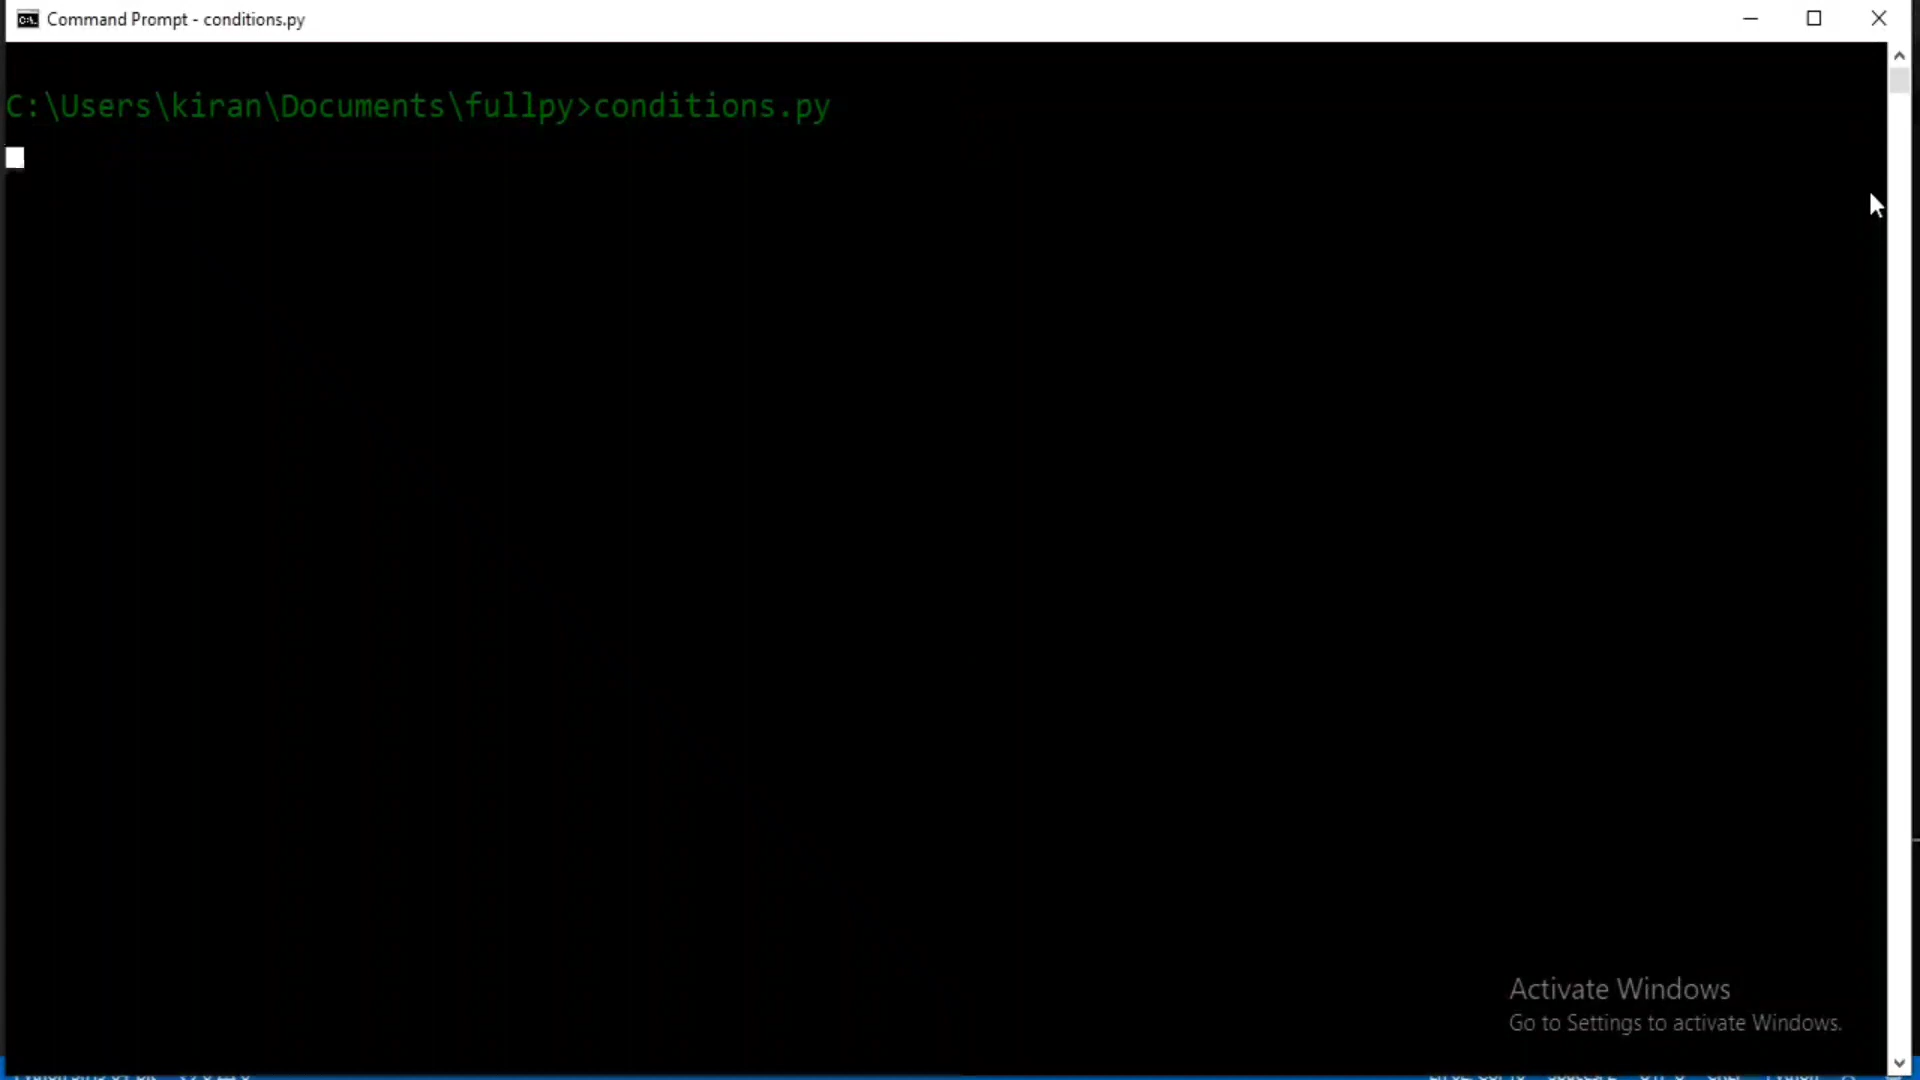 Command Prompt - conditions.py
C:\Users\kiran\Documents\fullpy>conditions.py
Activate Windows
Go to Settings to activate Windows.